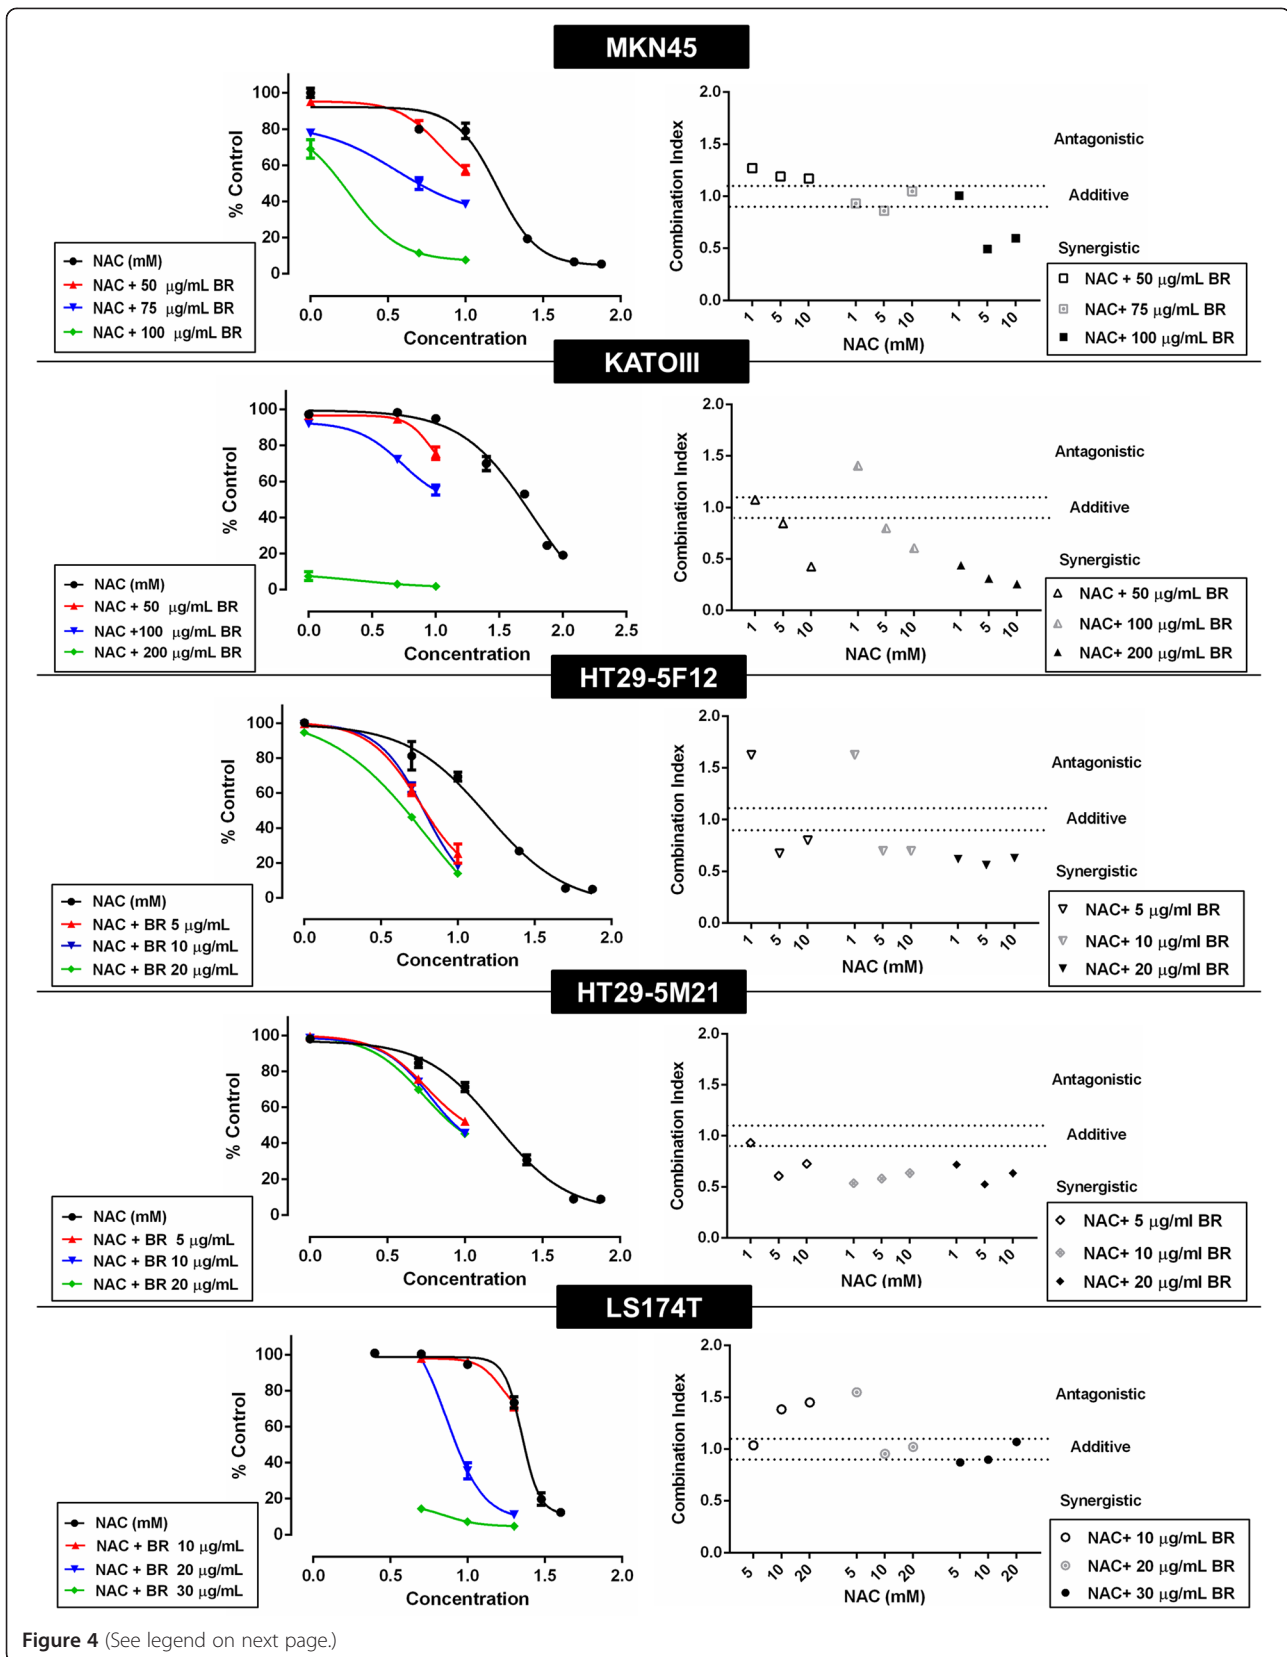 MKN45
100
80
60
40
20
0
% Control
0.0 0.5 1.0 1.5 2.0
Concentration
NAC (mM)
NAC + 50 μg/mL BR
NAC + 75 μg/mL BR
NAC + 100 μg/mL BR
2.0
1.5
1.0
0.5
0.0
Combination Index
1 5 10 1 5 10 1 5 10
NAC (mM)
Antagonistic
Additive
Synergistic
NAC + 50 μg/mL BR
NAC+ 75 μg/mL BR
NAC+ 100 μg/mL BR
KATOIII
100
80
60
40
20
0
% Control
0.0 0.5 1.0 1.5 2.0 2.5
Concentration
NAC (mM)
NAC + 50 μg/mL BR
NAC +100 μg/mL BR
NAC + 200 μg/mL BR
2.0
1.5
1.0
0.5
0.0
Combination Index
1 5 10 1 5 10 1 5 10
NAC (mM)
Antagonistic
Additive
Synergistic
NAC + 50 μg/mL BR
NAC+ 100 μg/mL BR
NAC+ 200 μg/mL BR
HT29-5F12
100
80
60
40
20
0
% Control
0.0 0.5 1.0 1.5 2.0
Concentration
NAC (mM)
NAC + BR 5 μg/mL
NAC + BR 10 μg/mL
NAC + BR 20 μg/mL
2.0
1.5
1.0
0.5
0.0
Combination Index
1 5 10 1 5 10 1 5 10
NAC (mM)
Antagonistic
Additive
Synergistic
NAC+ 5 μg/ml BR
NAC+ 10 μg/ml BR
NAC+ 20 μg/ml BR
HT29-5M21
100
80
60
40
20
0
% Control
0.0 0.5 1.0 1.5 2.0
Concentration
NAC (mM)
NAC + BR 5 μg/mL
NAC + BR 10 μg/mL
NAC + BR 20 μg/mL
2.0
1.5
1.0
0.5
0.0
Combination Index
1 5 10 1 5 10 1 5 10
NAC (mM)
Antagonistic
Additive
Synergistic
NAC+ 5 μg/ml BR
NAC+ 10 μg/ml BR
NAC+ 20 μg/ml BR
LS174T
100
80
60
40
20
0
% Control
0.0 0.5 1.0 1.5 2.0
Concentration
NAC (mM)
NAC + BR 10 μg/mL
NAC + BR 20 μg/mL
NAC + BR 30 μg/mL
2.0
1.5
1.0
0.5
0.0
Combination Index
5 10 20 5 10 20 5 10 20
NAC (mM)
Antagonistic
Additive
Synergistic
NAC+ 10 μg/mL BR
NAC+ 20 μg/mL BR
NAC+ 30 μg/mL BR
Figure 4 (See legend on next page.)